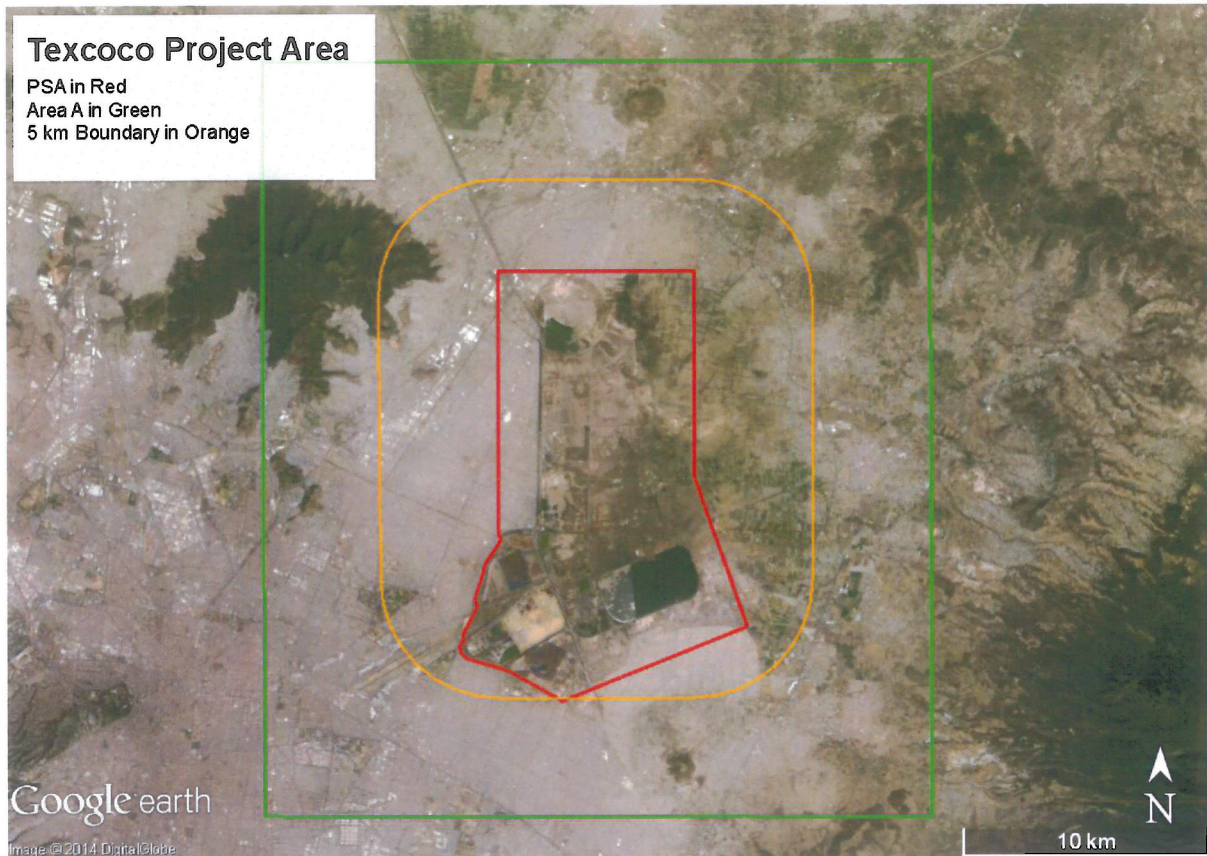 Texcoco Project Area
PSA in Red
Area A in Green
5 km Boundary in Orange
Google earth
Image © 2014 DigitalGlobe
N
10 km